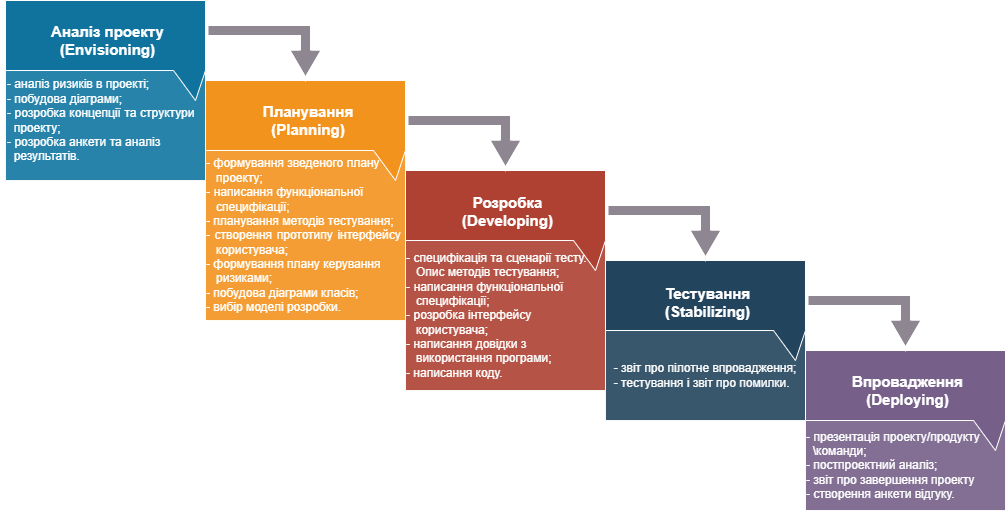 Аналіз проекту
(Envisioning)
- аналіз ризиків в проекті;
- побудова діаграми;
- розробка концепції та структури
проекту;
- розробка анкети та аналіз
результатів.
Планування
(Planning)
- формування зведеного плану
проекту;
- написання функціональної
специфікації;
- планування методів тестування;
- створення прототипу інтерфейсу
користувача;
- формування плану керування
ризиками;
- побудова діаграми класів;
- вибір моделі розробки.
Розробка
(Developing)
- специфікація та сценарії тесту.
Опис методів тестування;
- написання функціональної
специфікації;
- розробка інтерфейсу
користувача;
- написання довідки з
використання програми;
- написання коду.
Тестування
(Stabilizing)
- звіт про пілотне впровадження;
- тестування і звіт про помилки.
Впровадження
(Deploying)
- презентація проекту/продукту
\команди;
- постпроектний аналіз;
- звіт про завершення проекту
- створення анкети відгуку.